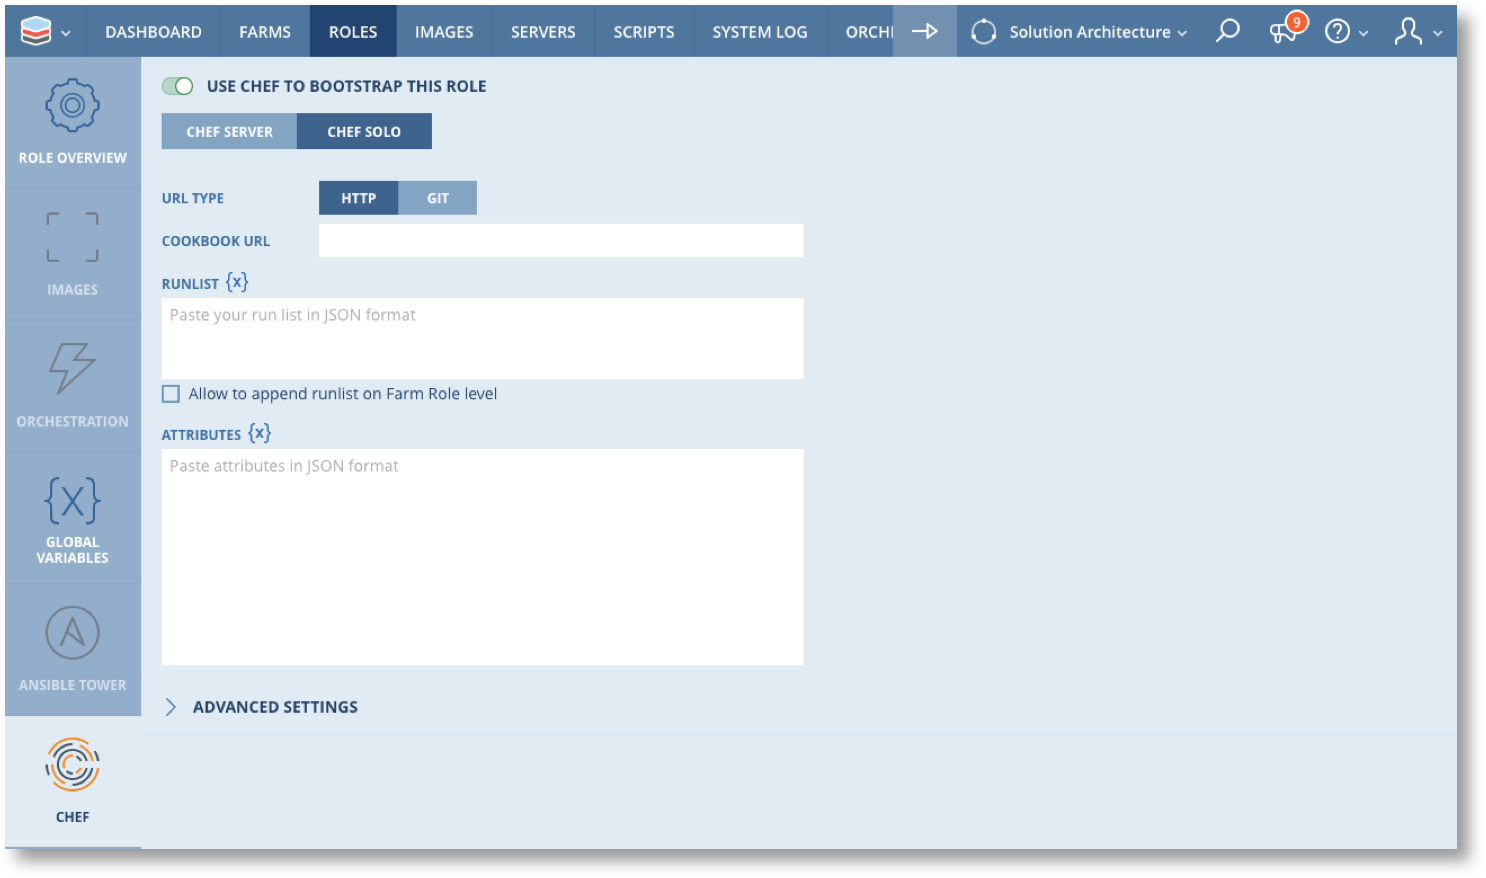 DASHBOARD FARMS ROLES IMAGES SERVERS SCRIPTS SYSTEM LOG ORCH Solution Architecture 9
USE CHEF TO BOOTSTRAP THIS ROLE
CHEF SERVER CHEF SOLO
ROLE OVERVIEW
URL TYPE HTTP GIT
COOKBOOK URL
RUNLIST {x}
IMAGES
Paste your run list in JSON format
Allow to append runlist on Farm Role level
ORCHESTRATION
ATTRIBUTES {x}
Paste attributes in JSON format
{X}
GLOBAL
VARIABLES
ANSIBLE TOWER
ADVANCED SETTINGS
CHEF